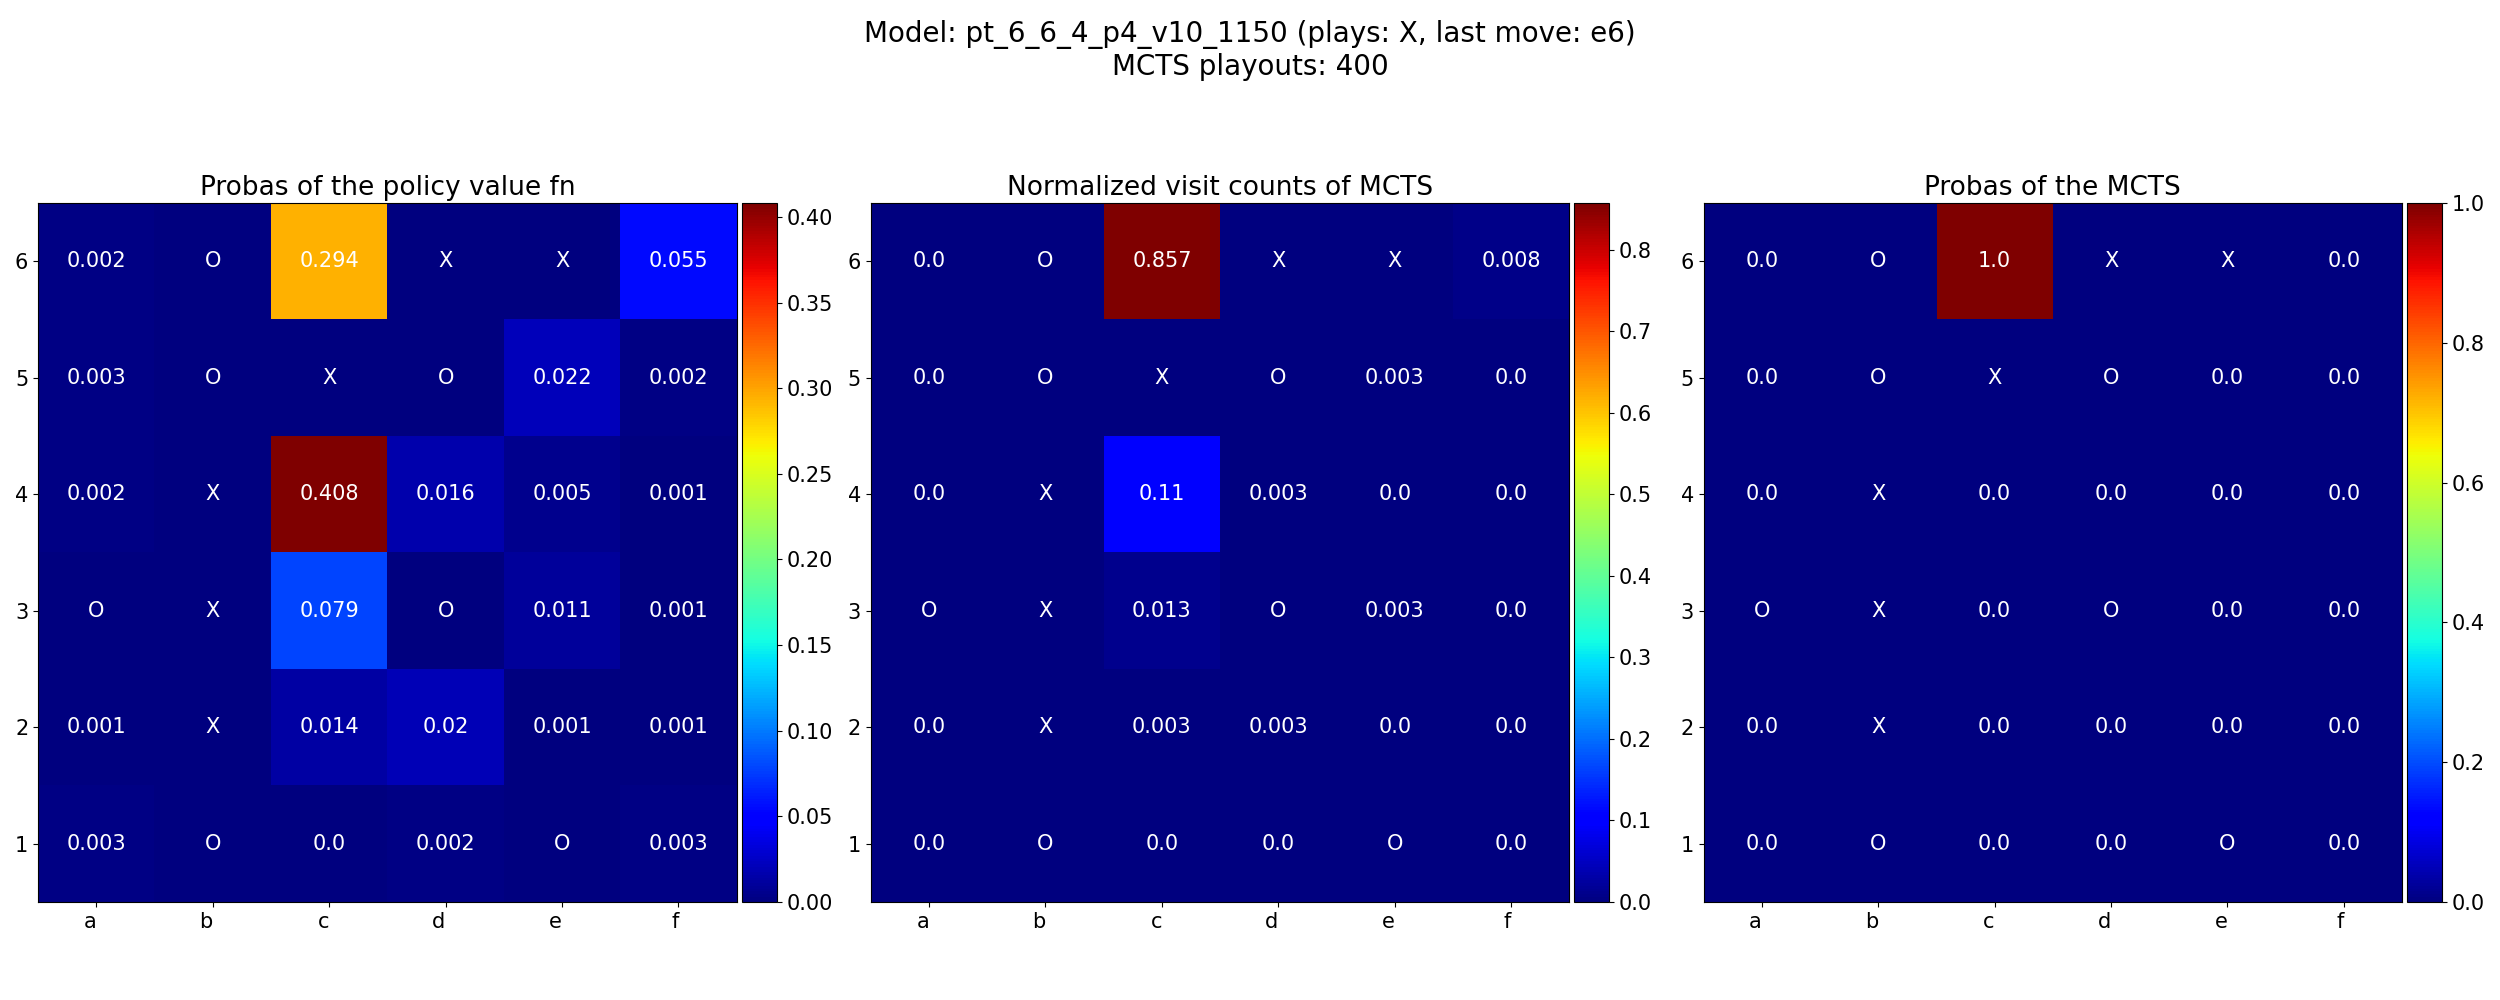 Model: pt_6_6_4_p4_v10_1150 (plays: X, last move: e6)
MCTS playouts: 400
Probas of the policy value fn
6 0.002 O 0.294 X X 0.055
5 0.003 O X O 0.022 0.002
4 0.002 X 0.408 0.016 0.005 0.001
3 O X 0.079 O 0.011 0.001
2 0.001 X 0.014 0.02 0.001 0.001
1 0.003 O 0.0 0.002 O 0.003
a b c d e f
0.40
0.35
0.30
0.25
0.20
0.15
0.10
0.05
0.00
Normalized visit counts of MCTS
6 0.0 O 0.857 X X 0.008
5 0.0 O X O 0.003 0.0
4 0.0 X 0.11 0.003 0.0 0.0
3 O X 0.013 O 0.003 0.0
2 0.0 X 0.003 0.003 0.0 0.0
1 0.0 O 0.0 0.0 O 0.0
a b c d e f
0.8
0.7
0.6
0.5
0.4
0.3
0.2
0.1
0.0
Probas of the MCTS
6 0.0 O 1.0 X X 0.0
5 0.0 O X O 0.0 0.0
4 0.0 X 0.0 0.0 0.0 0.0
3 O X 0.0 O 0.0 0.0
2 0.0 X 0.0 0.0 0.0 0.0
1 0.0 O 0.0 0.0 O 0.0
a b c d e f
1.0
0.8
0.6
0.4
0.2
0.0